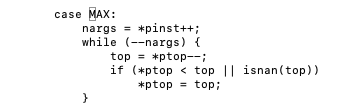 case MAX:
nargs = *pinst++;
while (--nargs) {
top = *ptop--;
if (*ptop < top || isnan(top))
*ptop = top;
}